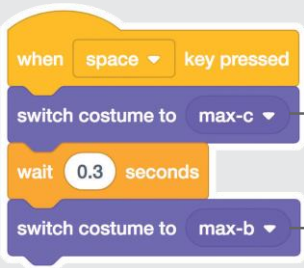 when space key pressed
switch costume to max-c
wait 0.3 seconds
switch costume to max-b